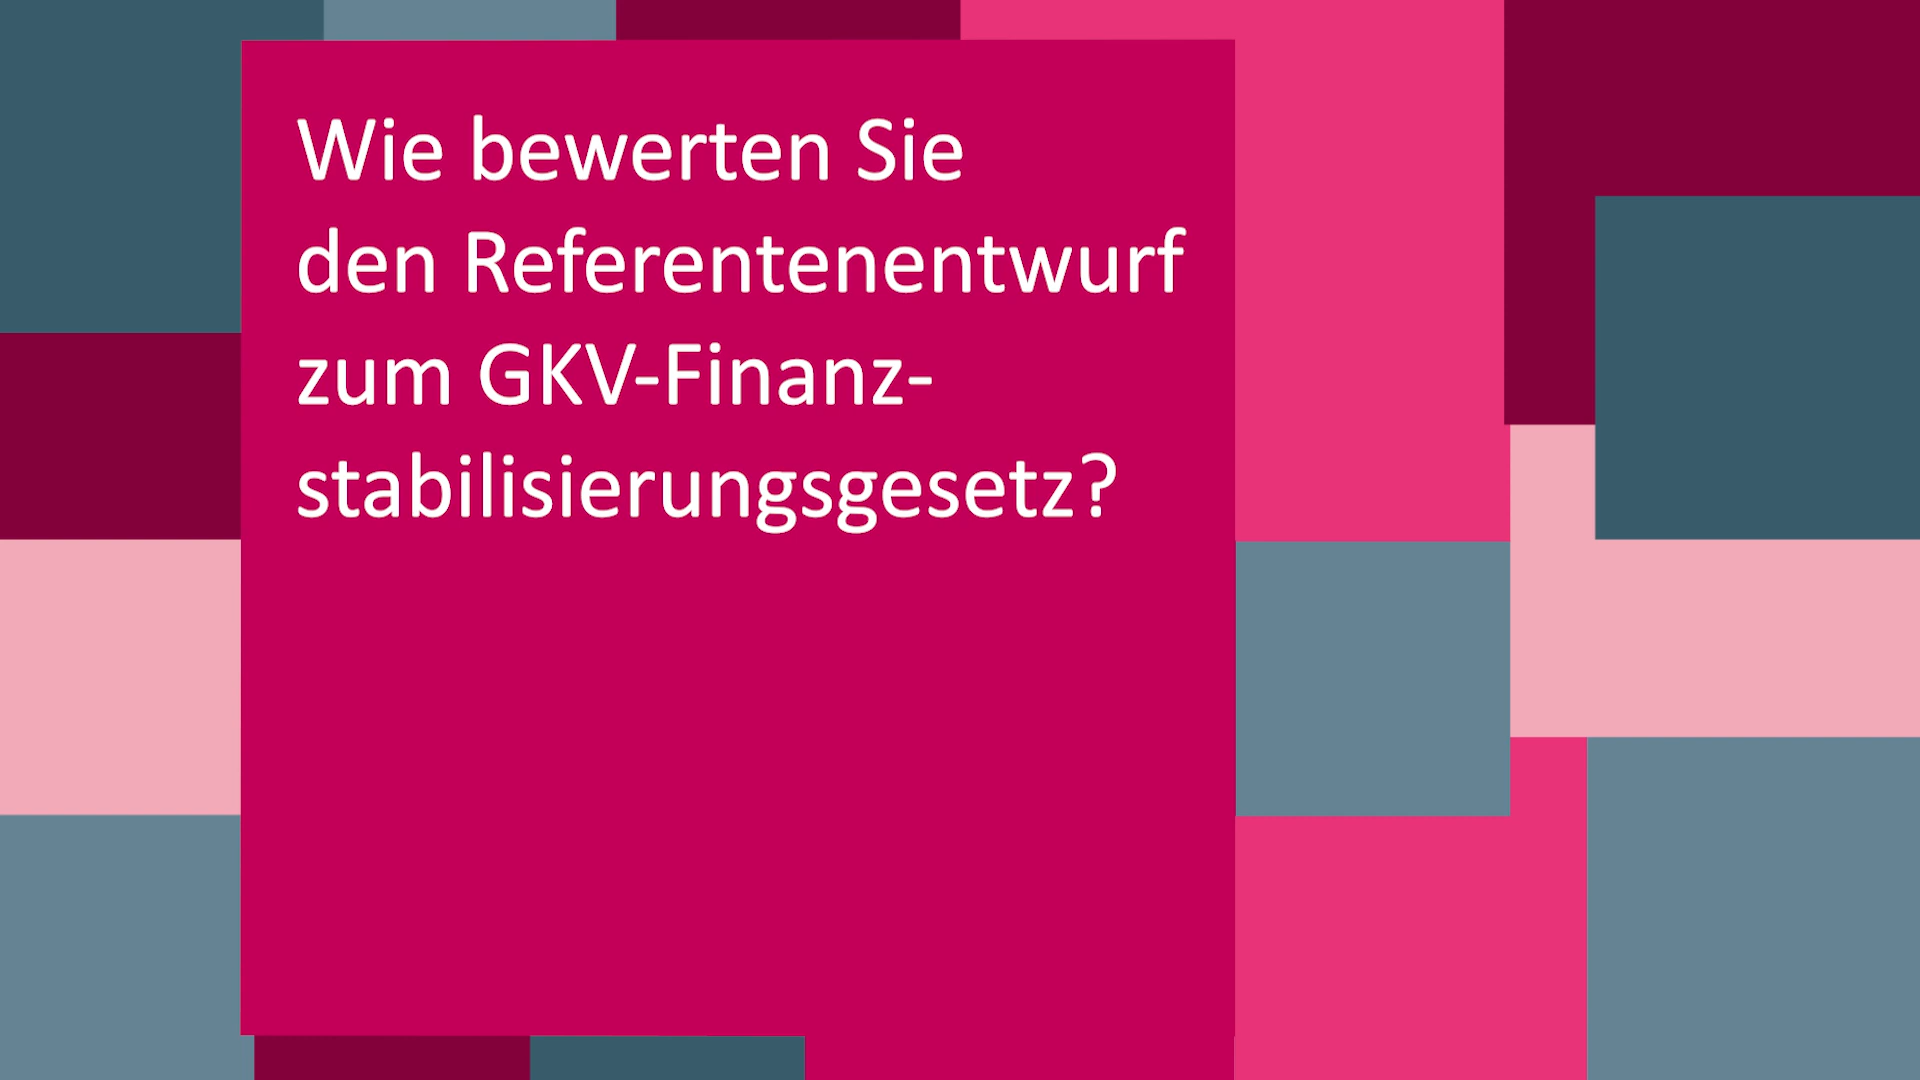 Wie bewerten Sie
den Referentenentwurf
zum GKV-Finanz-
stabilisierungsgesetz?